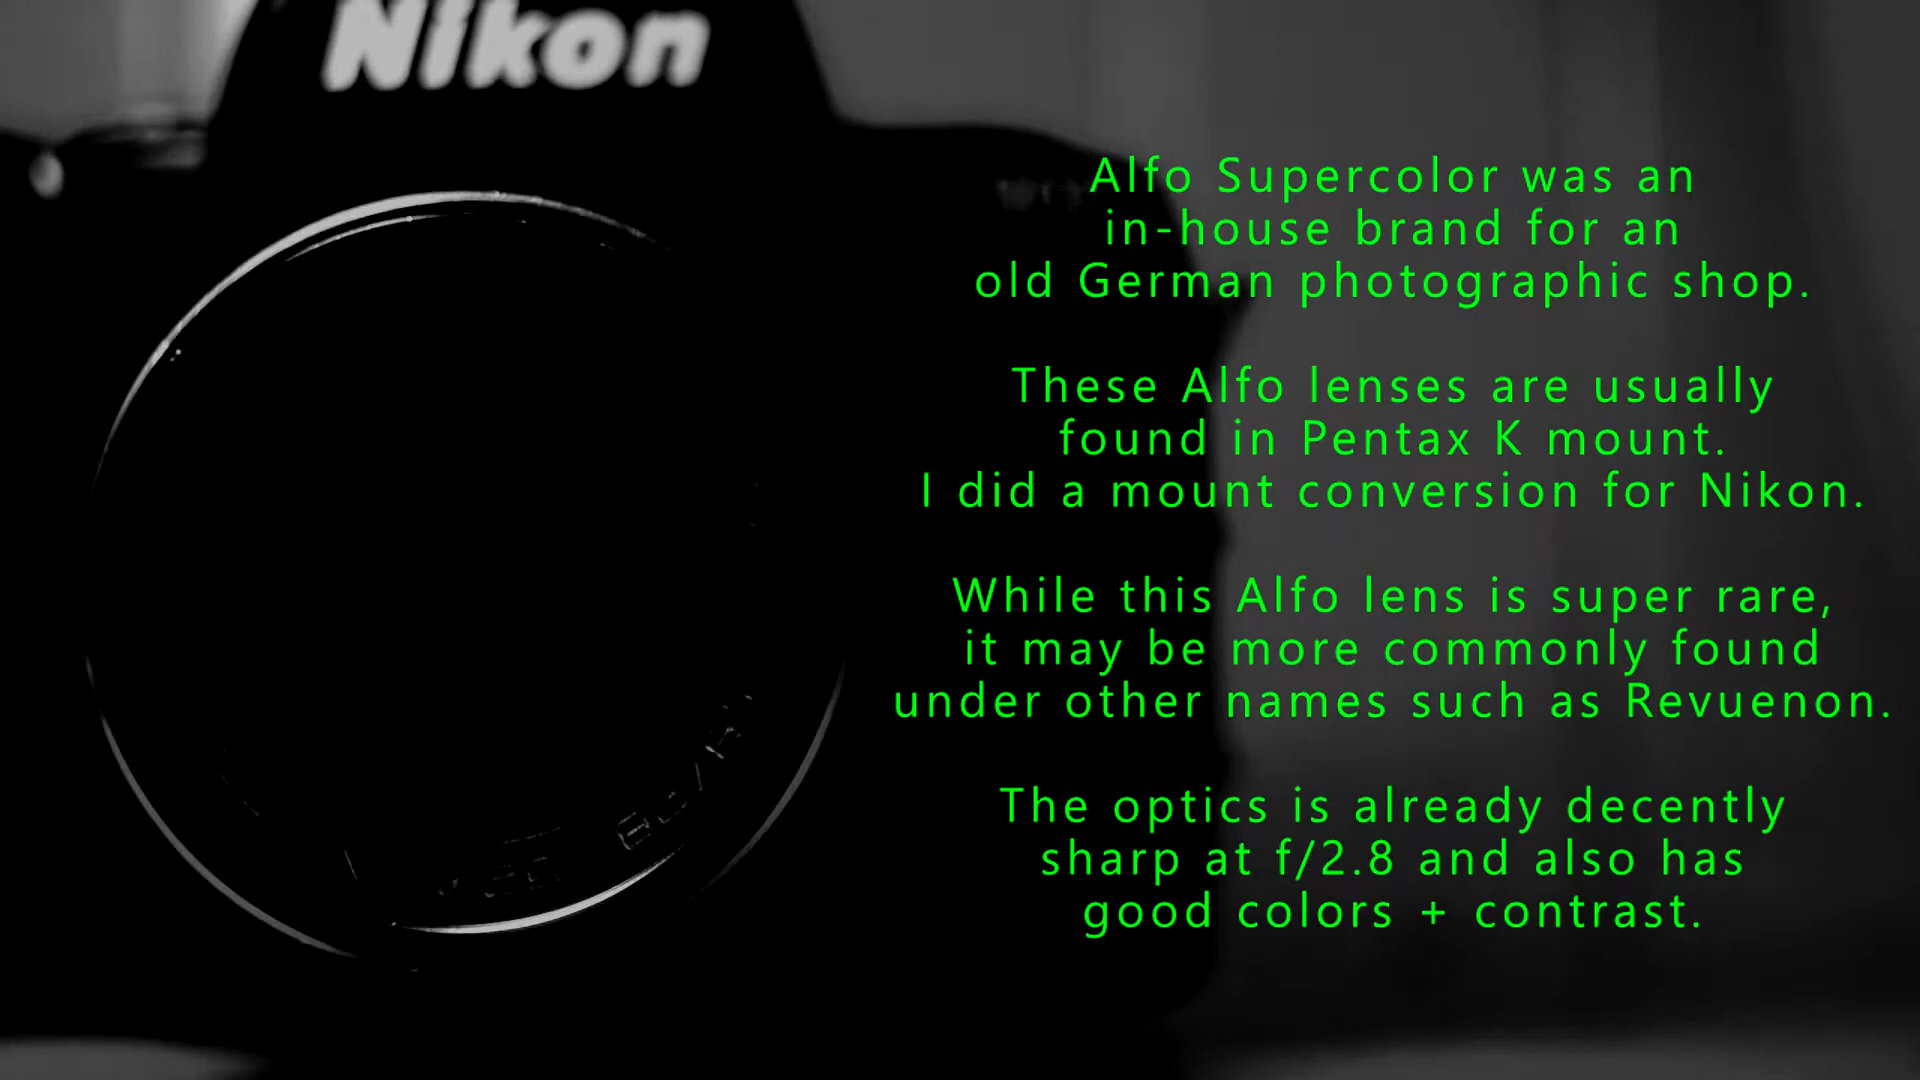 Nikon
Alfo Supercolor was an
in-house brand for an
old German photographic shop.
These Alfo lenses are usually
found in Pentax K mount.
I did a mount conversion for Nikon.
While this Alfo lens is super rare,
it may be more commonly found
under other names such as Revuenon.
The optics is already decently
sharp at f/2.8 and also has
good colors + contrast.